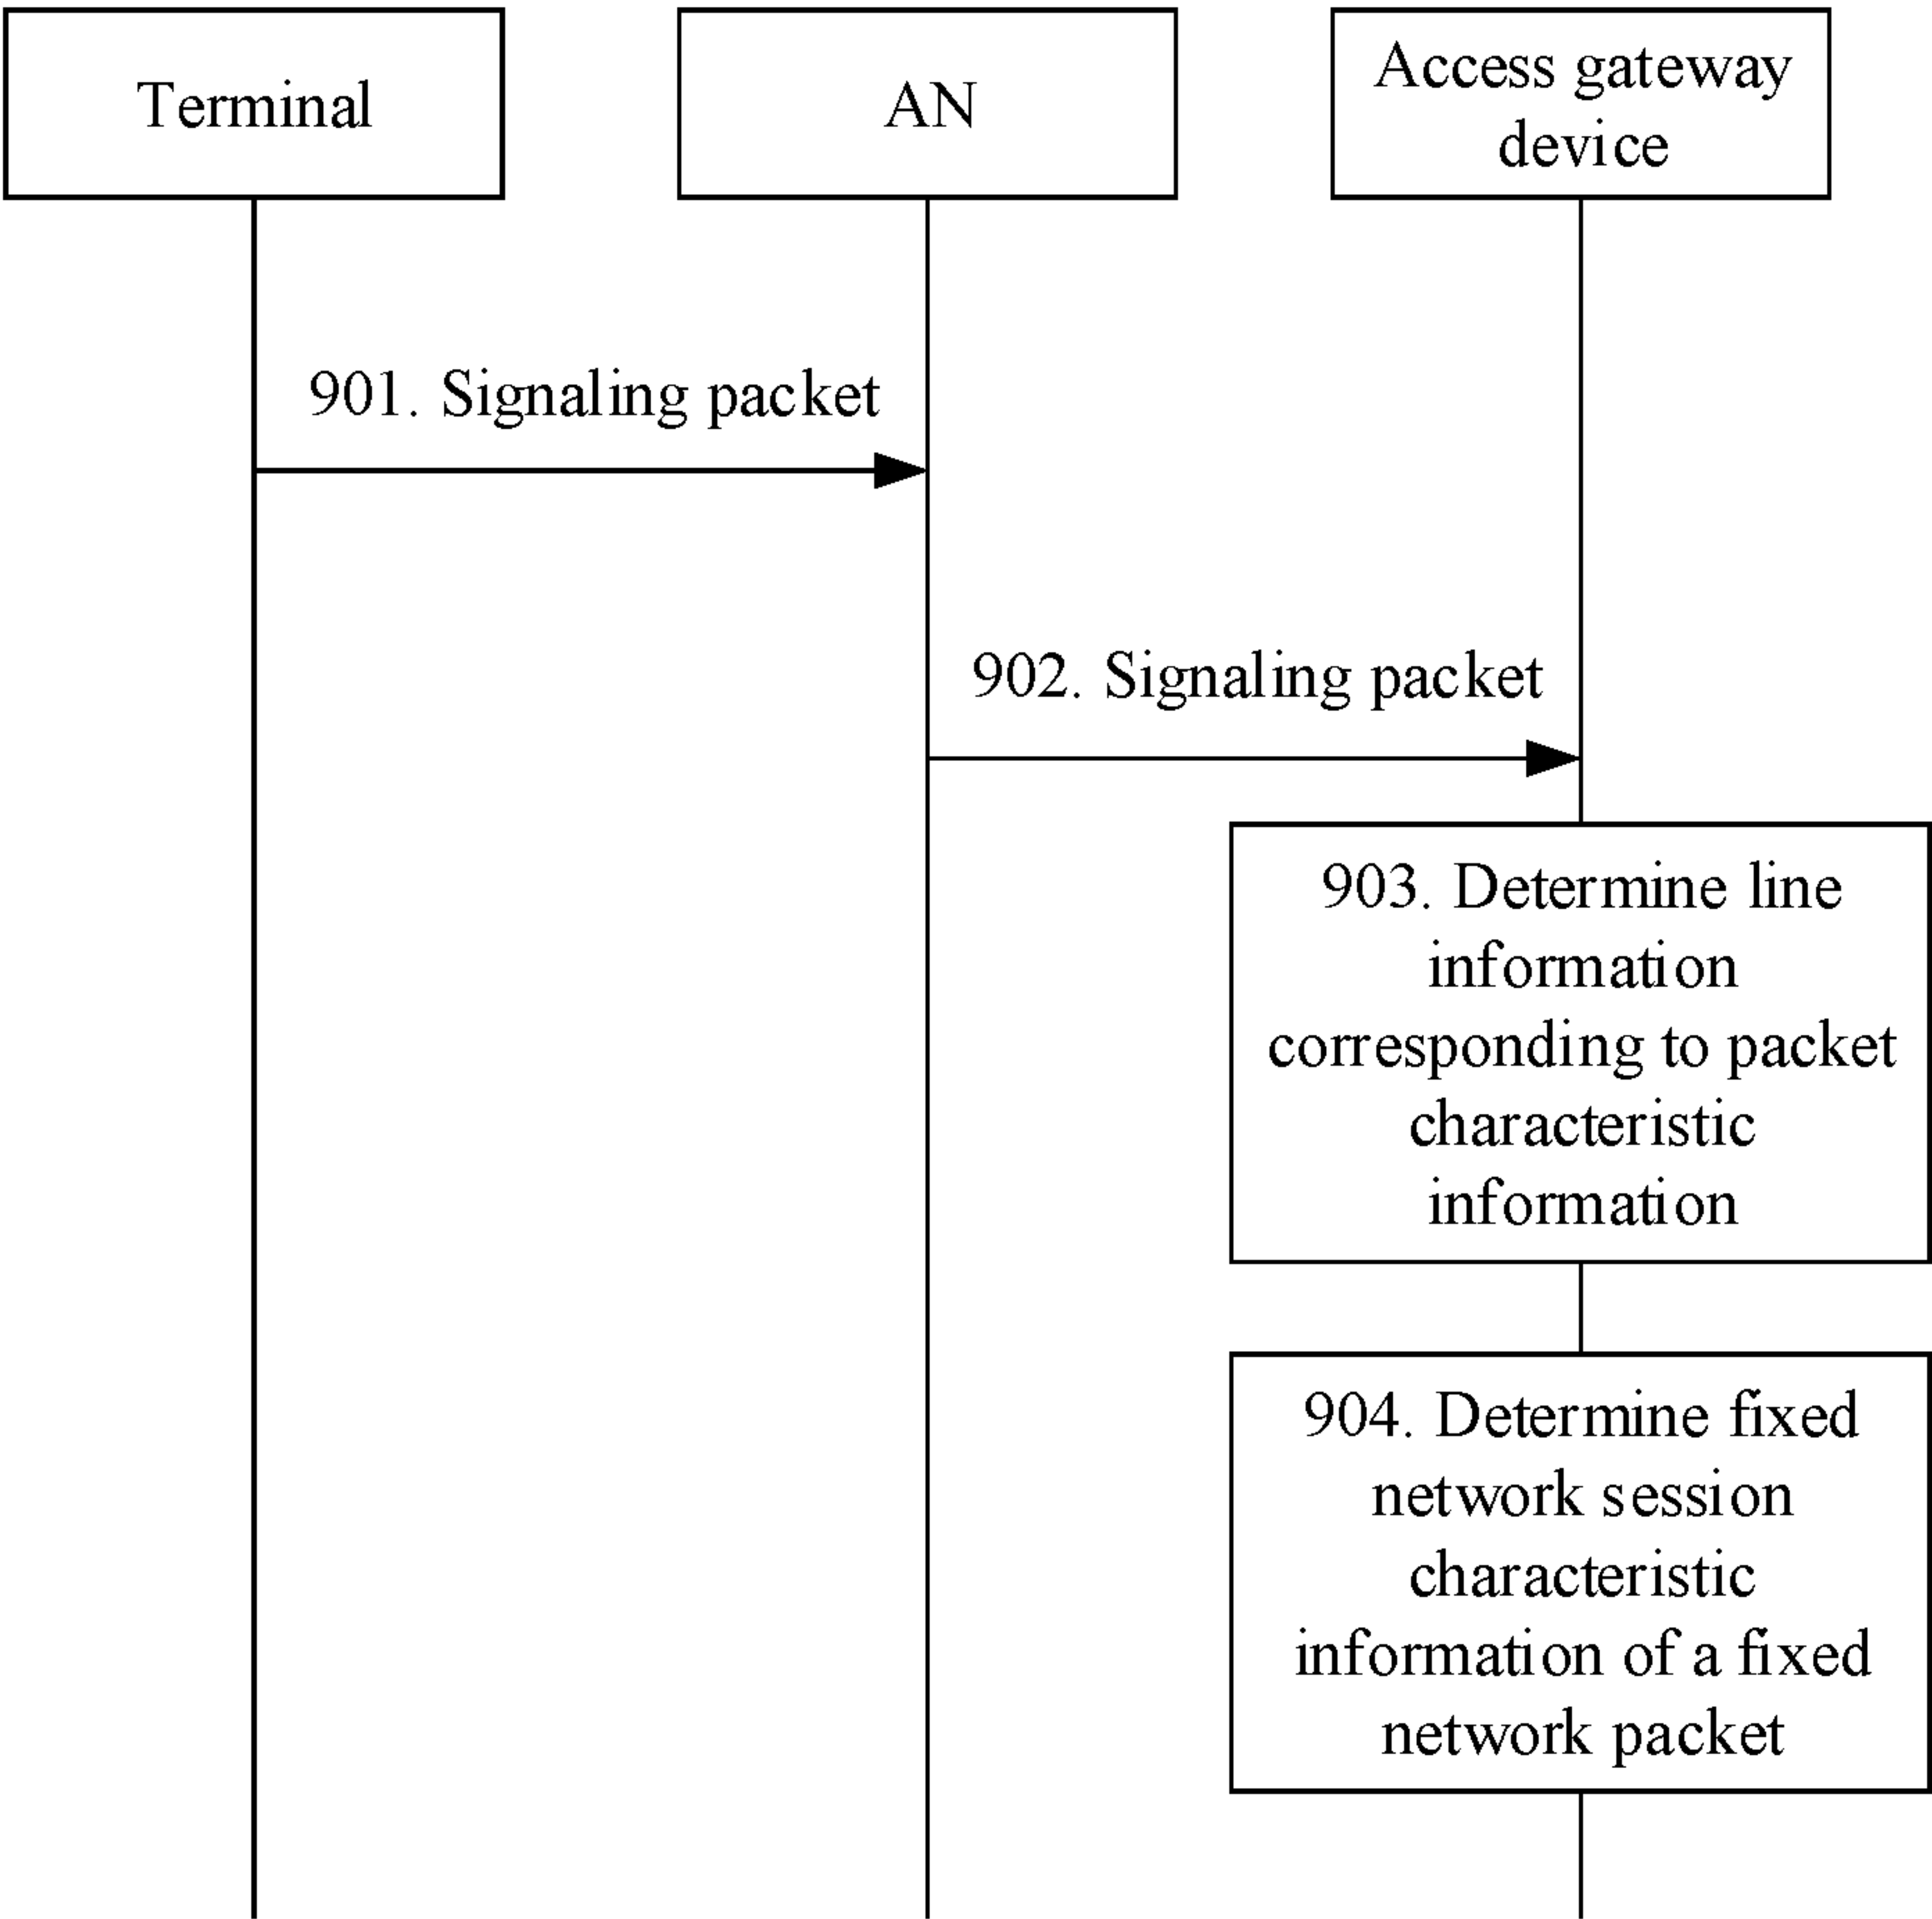 Terminal
AN
Access gateway
device
901. Signaling packet
902. Signaling packet
903. Determine line
information
corresponding to packet
characteristic
information
904. Determine fixed
network session
characteristic
information of a fixed
network packet